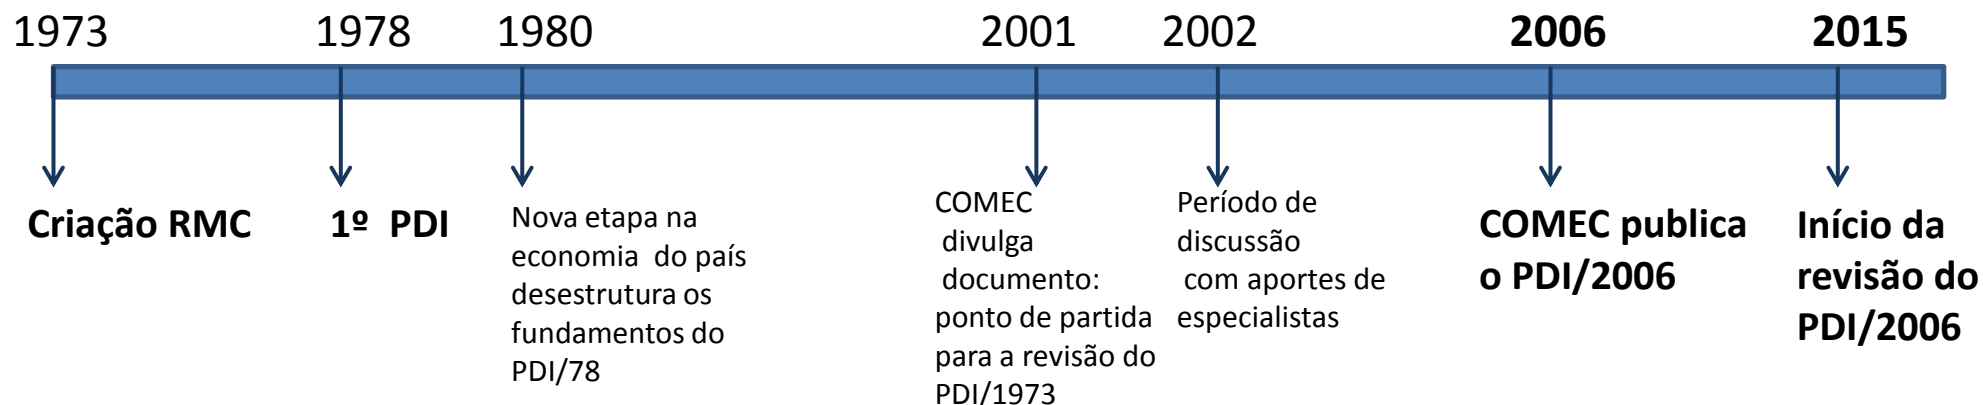 1973 1978 1980 2001 2002 2006 2015
Criação RMC
1º PDI
Nova etapa na
economia do país
desestrutura os
fundamentos do
PDI/78
COMEC
divulga
documento:
ponto de partida
para a revisão do
PDI/1973
Período de
discussão
com aportes de
especialistas
COMEC publica
o PDI/2006
Início da
revisão do
PDI/2006